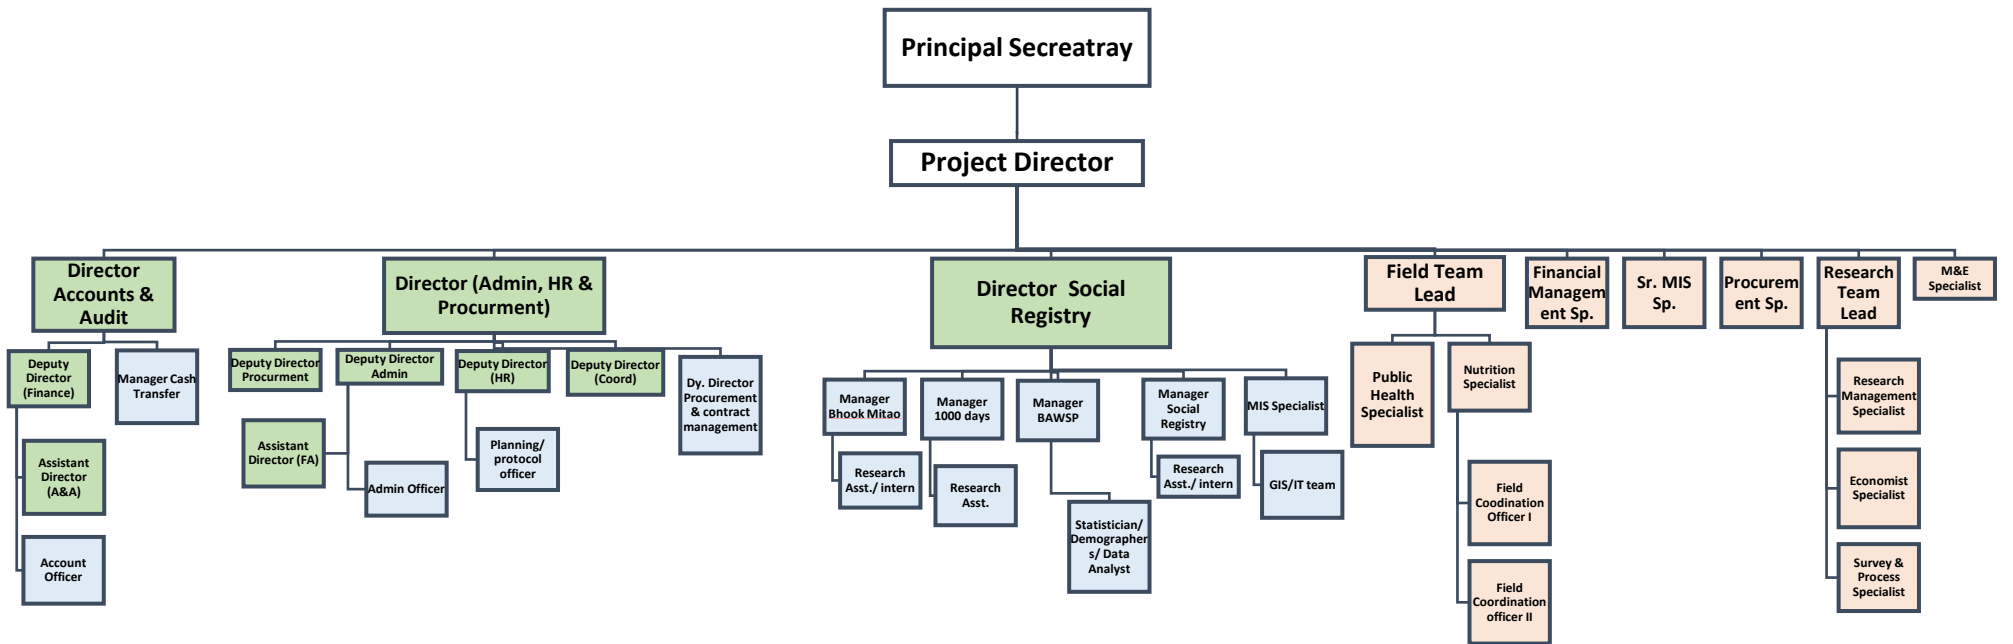 Principal Secreatray
Project Director
Director
Accounts &
Audit
Director (Admin, HR &
Procurment)
Director  Social
Registry
Field Team
Lead
Financial
Managem
ent Sp.
Sr. MIS
Sp.
Procurem
ent Sp.
Research
Team
Lead
M&E
Specialist
Deputy
Director
(Finance)
Manager Cash
Transfer
Deputy Director
Procurment
Deputy Director
Admin
Deputy Director
(HR)
Deputy Director
(Coord)
Dy. Director
Procurement
& contract
management
Manager
Bhook Mitao
Manager
1000 days
Manager
BAWSP
Manager
Social
Registry
MIS Specialist
Public
Health
Specialist
Nutrition
Specialist
Research
Management
Specialist
Assistant
Director
(A&A)
Assistant
Director (FA)
Admin Officer
Planning/
protocol
officer
Research
Asst./ intern
Research
Asst.
Statistician/
Demographer
s/ Data
Analyst
Research
Asst./ intern
GIS/IT team
Field
Coodination
Officer I
Economist
Specialist
Account
Officer
Field
Coordination
officer II
Survey &
Process
Specialist